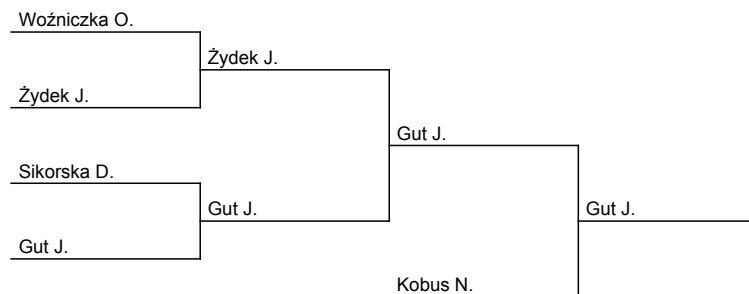 Woźniczka O.
Żydek J.
Żydek J.
Gut J.
Sikorska D.
Gut J.
Gut J.
Gut J.
Kobus N.